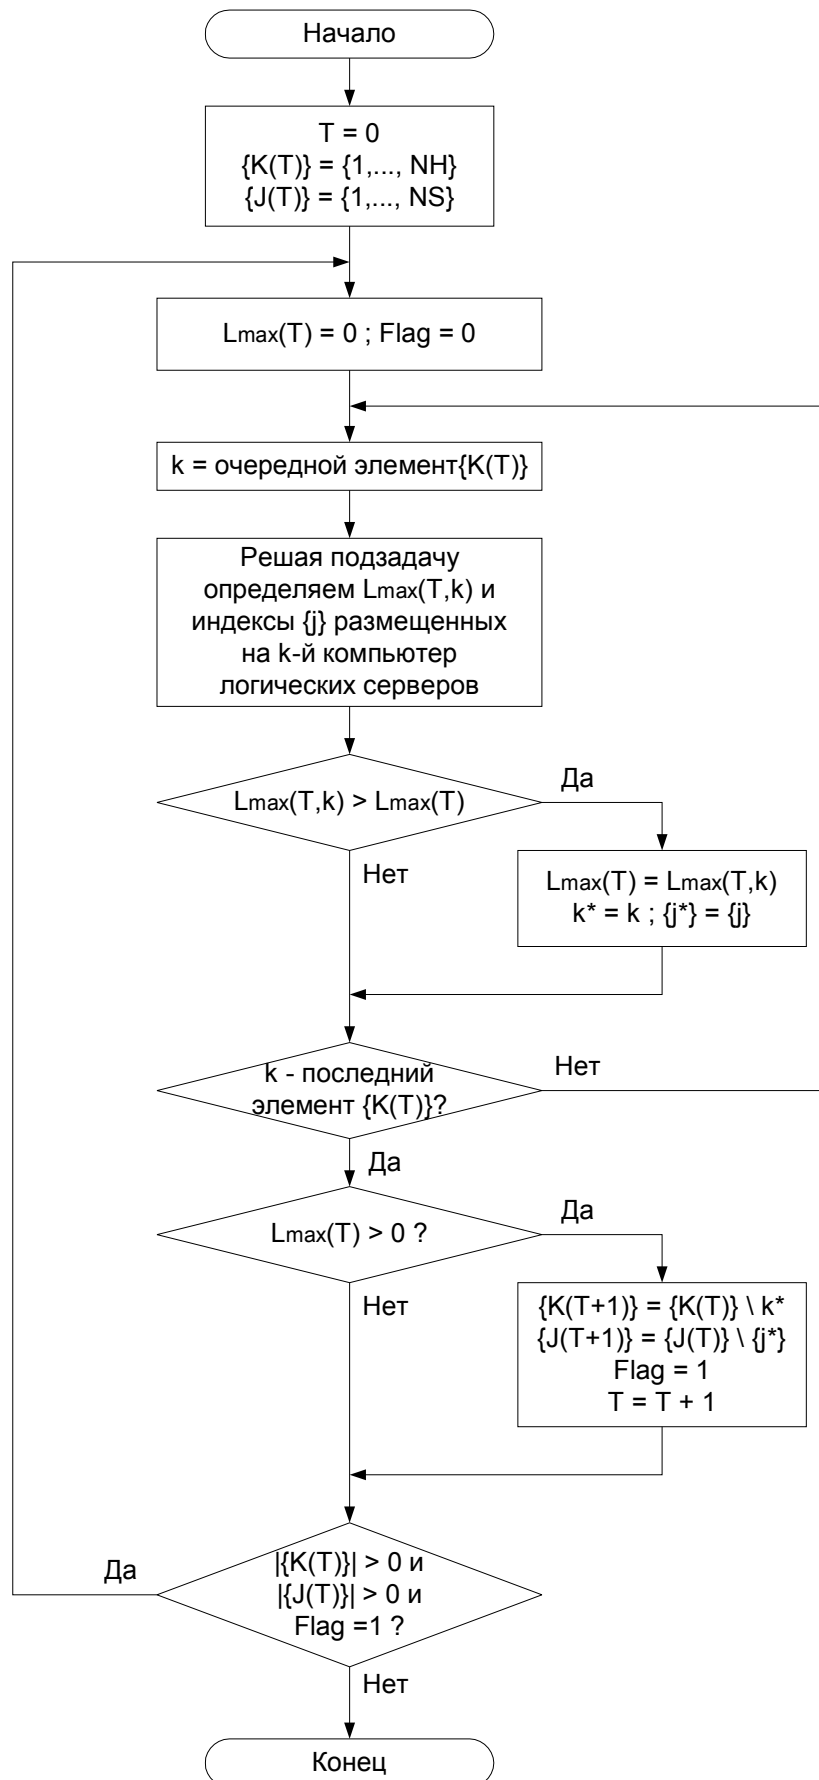 Начало
T = 0
{K(T)} = {1,..., NH}
{J(T)} = {1,..., NS}
Lmax(T) = 0 ; Flag = 0
k = очередной элемент{K(T)}
Решая подзадачу
определяем Lmax(T,k) и
индексы {j} размещенных
на k-й компьютер
логических серверов
Lmax(T,k) > Lmax(T)
Да
Нет
Lmax(T) = Lmax(T,k)
k* = k ; {j*} = {j}
k - последний
элемент {K(T)}?
Нет
Да
Lmax(T) > 0 ?
Да
Нет
{K(T+1)} = {K(T)} \ k*
{J(T+1)} = {J(T)} \ {j*}
Flag = 1
T = T + 1
|{K(T)}| > 0 и
|{J(T)}| > 0 и
Flag =1 ?
Да
Нет
Конец